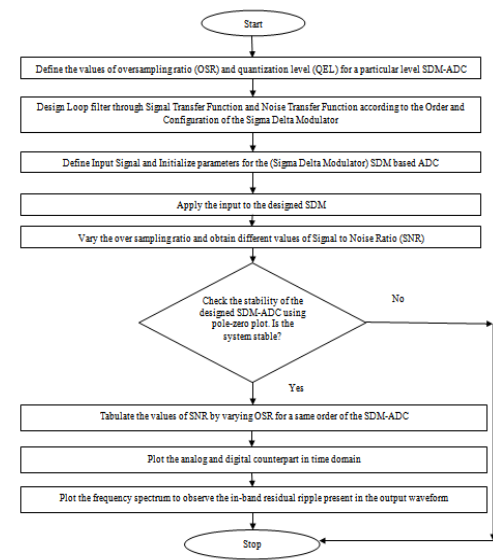 Start
Define the values of oversampling ratio (OSR) and quantization level (QEL) for a particular level SDM-ADC
Design Loop filter through Signal Transfer Function and Noise Transfer Function according to the Order and
Configuration of the Sigma Delta Modulator
Define Input Signal and Initialize parameters for the (Sigma Delta Modulator) SDM based ADC
Apply the input to the designed SDM
Vary the over sampling ratio and obtain different values of Signal to Noise Ratio (SNR)
Check the stability of the
designed SDM-ADC using
pole-zero plot. Is the
system stable?
No
Yes
Tabulate the values of SNR by varying OSR for a same order of the SDM-ADC
Plot the analog and digital counterpart in time domain
Plot the frequency spectrum to observe the in-band residual ripple present in the output waveform
Stop